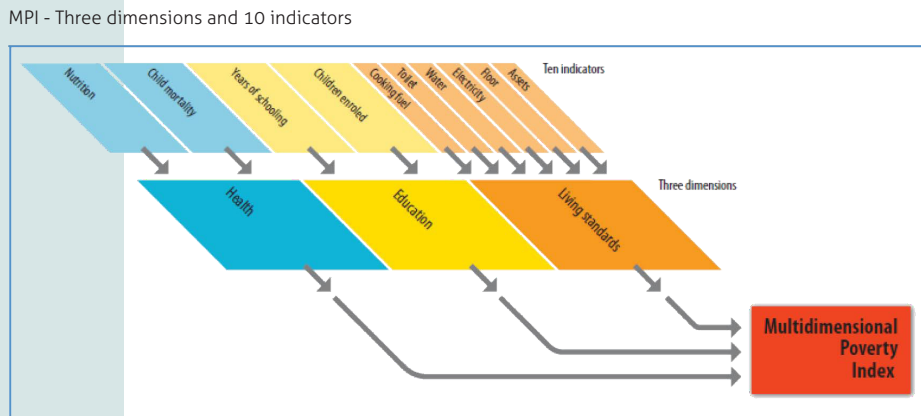 MPI - Three dimensions and 10 indicators
Nutrition
Child mortality
Years of schooling
Children enroled
Cooking fuel
Toilet
Water
Electricity
Floor
Assets
Ten indicators
Health
Education
Living standards
Three dimensions
Multidimensional
Poverty
Index